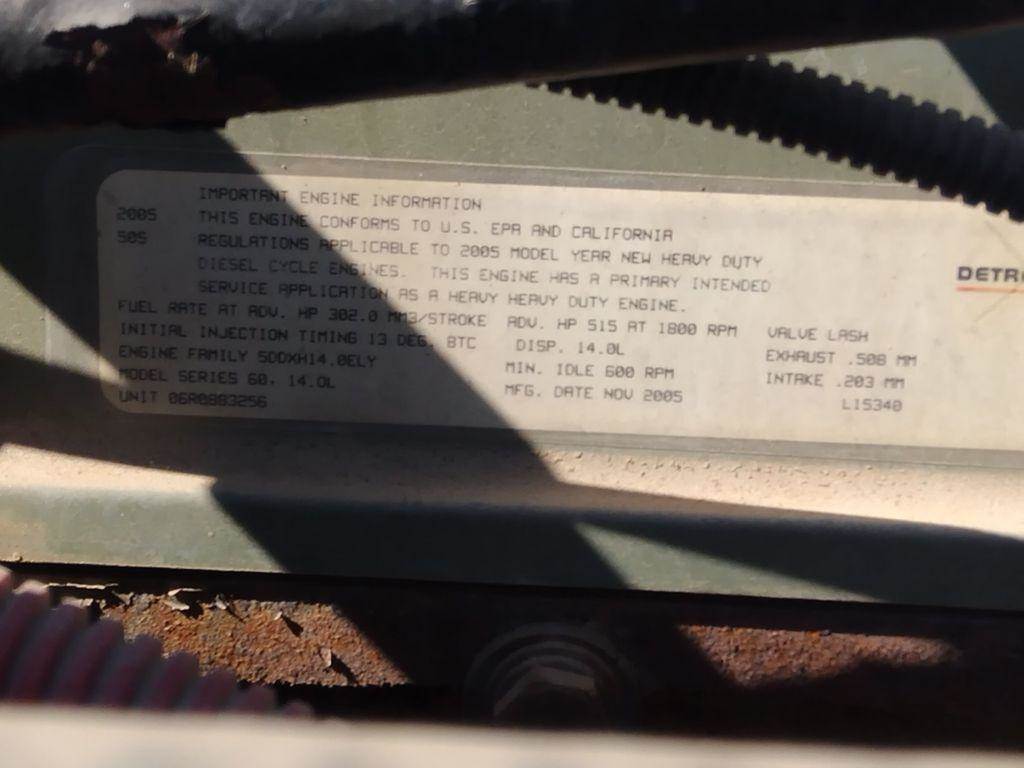 IMPORTANT ENGINE INFORMATION
2005 THIS ENGINE CONFORMS TO U.S. EPA AND CALIFORNIA
505 REGULATIONS APPLICABLE TO 2005 MODEL YEAR NEW HEAVY DUTY
DIESEL CYCLE ENGINES. THIS ENGINE HAS A PRIMARY INTENDED
SERVICE APPLICATION AS A HEAVY HEAVY DUTY ENGINE.
FUEL RATE AT ADV. HP 302.0 MM3/STROKE ADV. HP 515 AT 1800 RPM VALVE LASH
INITIAL INJECTION TIMING 13 DEG. BTC DISP. 14.0L EXHAUST .508 MM
ENGINE FAMILY 5DDXH14.0ELY MIN. IDLE 600 RPM INTAKE .203 MM
MODEL SERIES 60, 14.0L MFG. DATE NOV 2005 L15340
UNIT 06R0883256
DETR